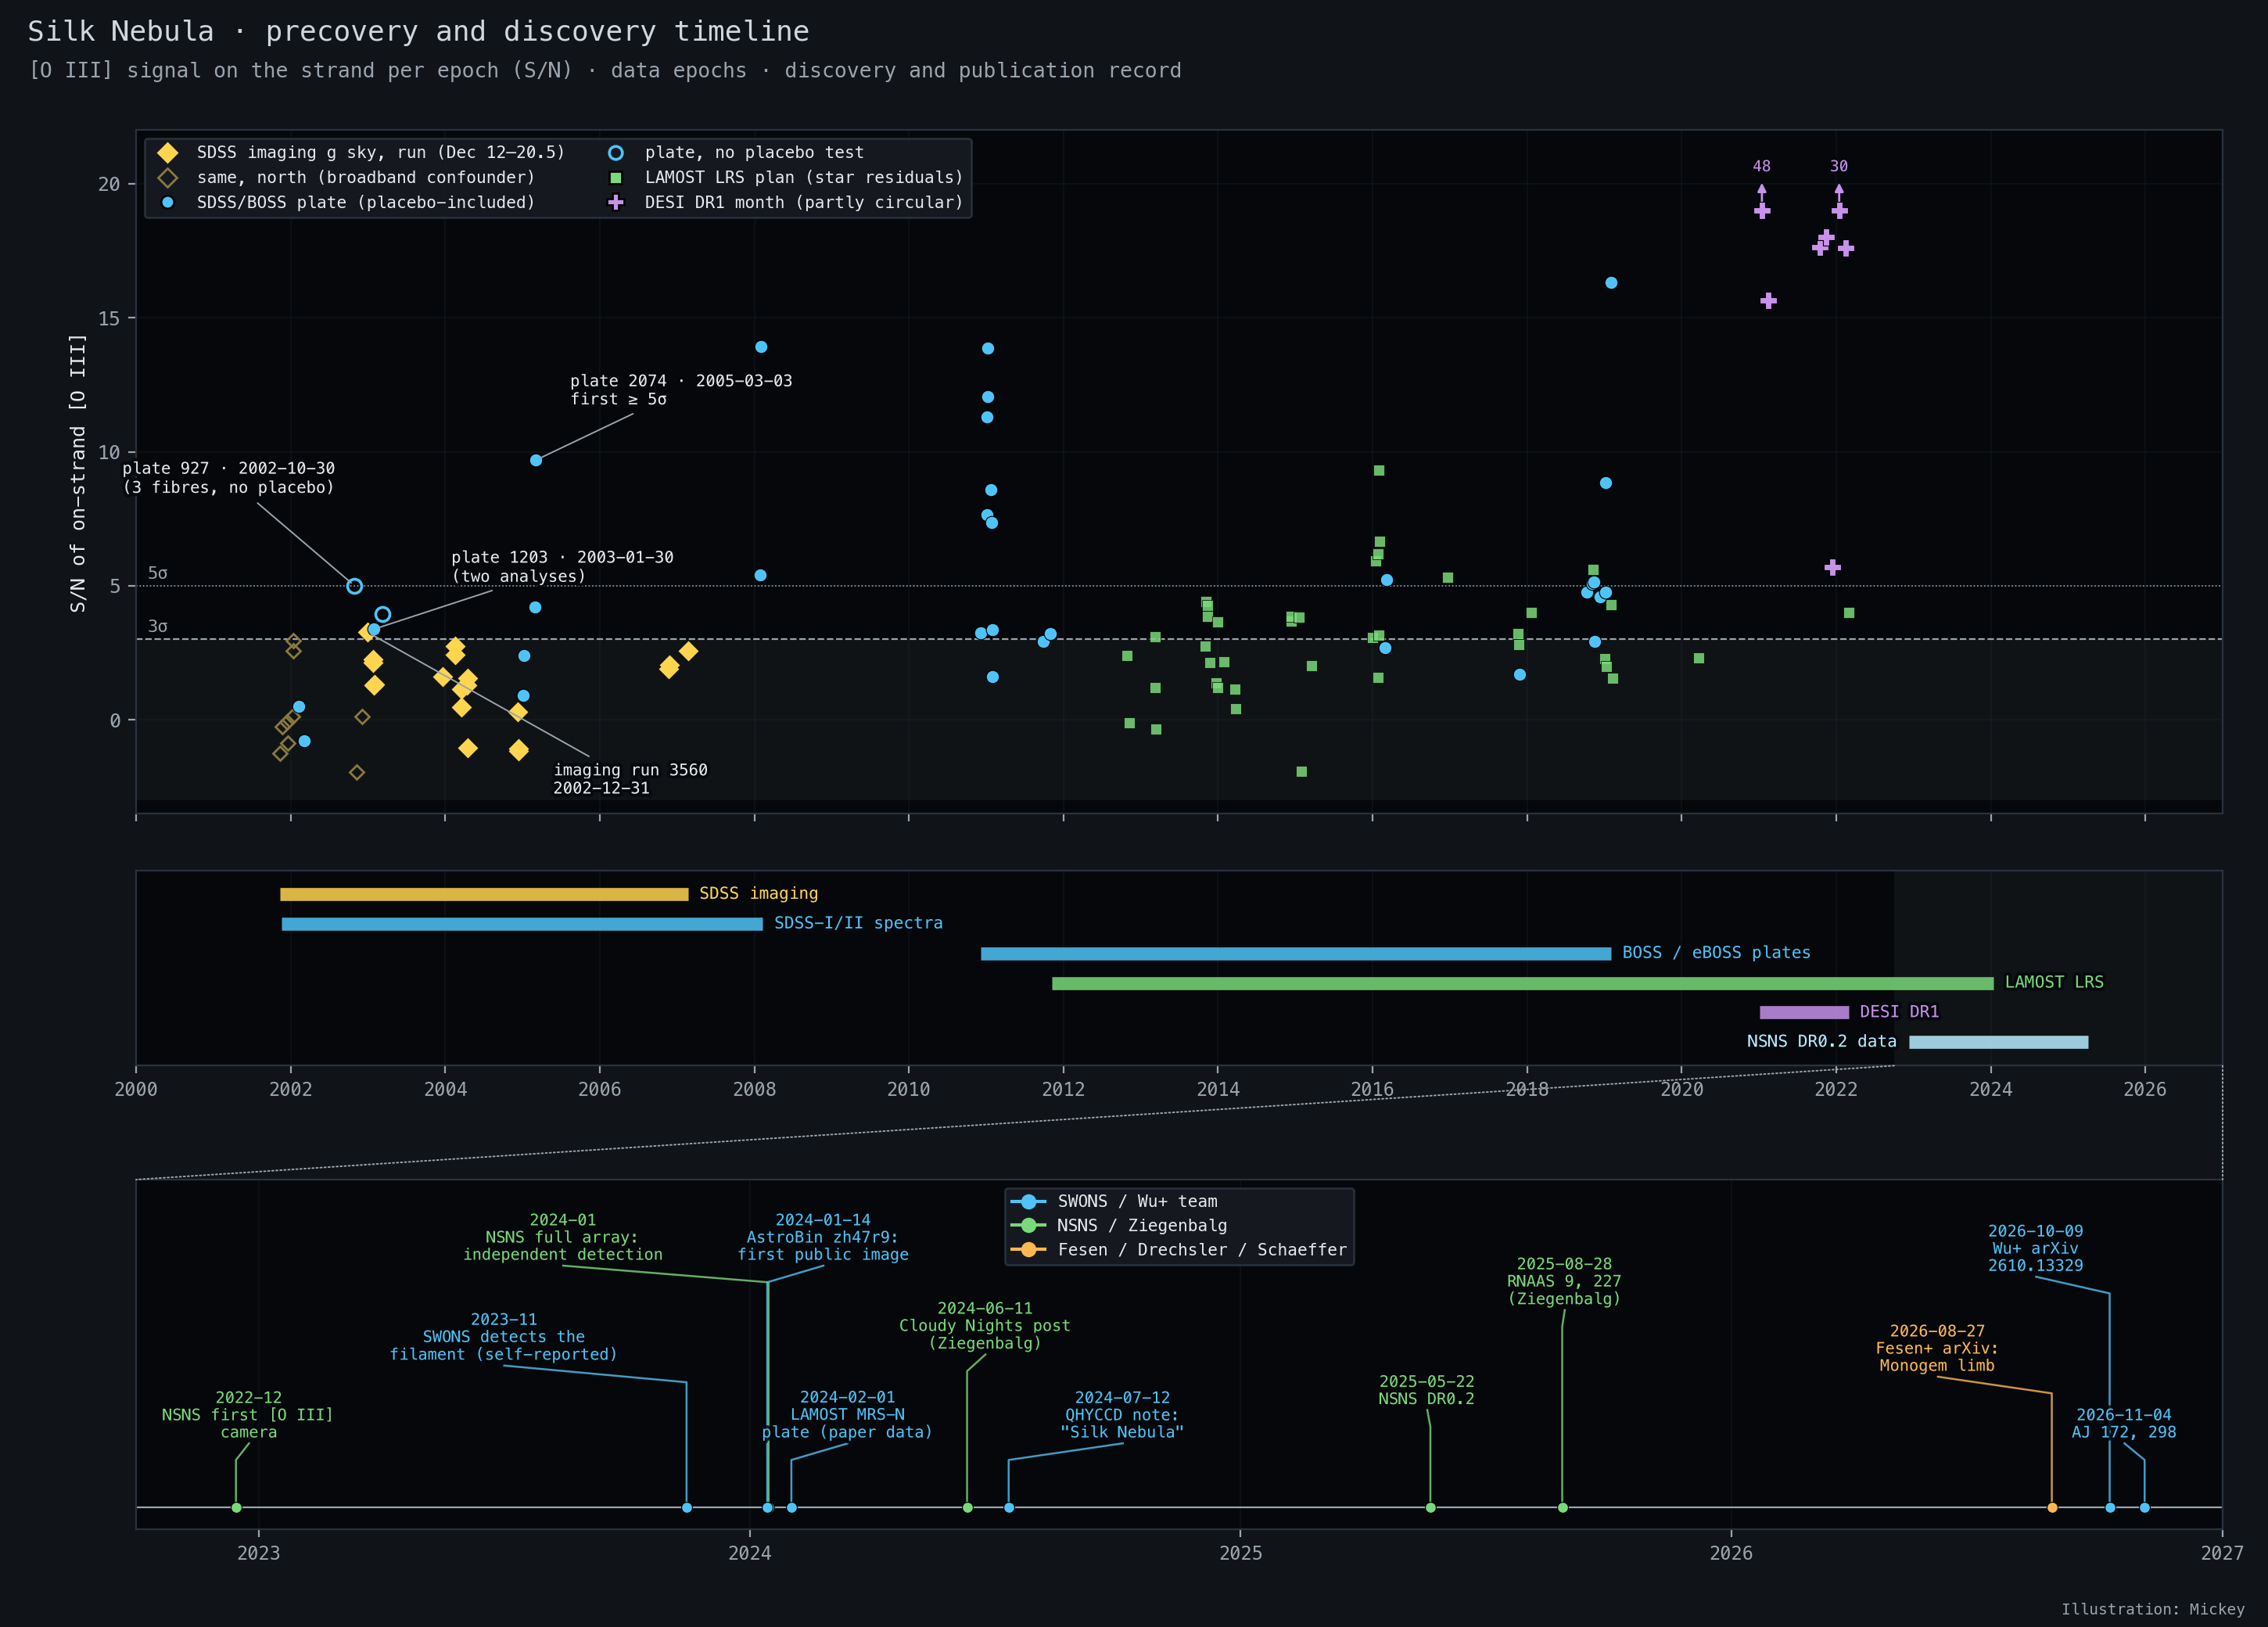 Silk Nebula · precovery and discovery timeline
[O III] signal on the strand per epoch (S/N) · data epochs · discovery and publication record
SDSS imaging g sky, run (Dec 12–20.5)
same, north (broadband confounder)
SDSS/BOSS plate (placebo-included)
plate, no placebo test
LAMOST LRS plan (star residuals)
DESI DR1 month (partly circular)
S/N of on-strand [O III]
20
15
10
5
0
5σ
3σ
48
30
plate 2074 · 2005-03-03
first ≥ 5σ
plate 927 · 2002-10-30
(3 fibres, no placebo)
plate 1203 · 2003-01-30
(two analyses)
imaging run 3560
2002-12-31
SDSS imaging
SDSS-I/II spectra
BOSS / eBOSS plates
LAMOST LRS
DESI DR1
NSNS DR0.2 data
2000
2002
2004
2006
2008
2010
2012
2014
2016
2018
2020
2022
2024
2026
SWONS / Wu+ team
NSNS / Ziegenbalg
Fesen / Drechsler / Schaeffer
2022-12
NSNS first [O III]
camera
2023-11
SWONS detects the
filament (self-reported)
2024-01
NSNS full array:
independent detection
2024-01-14
AstroBin zh47r9:
first public image
2024-02-01
LAMOST MRS-N
plate (paper data)
2024-06-11
Cloudy Nights post
(Ziegenbalg)
2024-07-12
QHYCCD note:
"Silk Nebula"
2025-05-22
NSNS DR0.2
2025-08-28
RNAAS 9, 227
(Ziegenbalg)
2026-08-27
Fesen+ arXiv:
Monogem limb
2026-10-09
Wu+ arXiv
2610.13329
2026-11-04
AJ 172, 298
2023
2024
2025
2026
2027
Illustration: Mickey